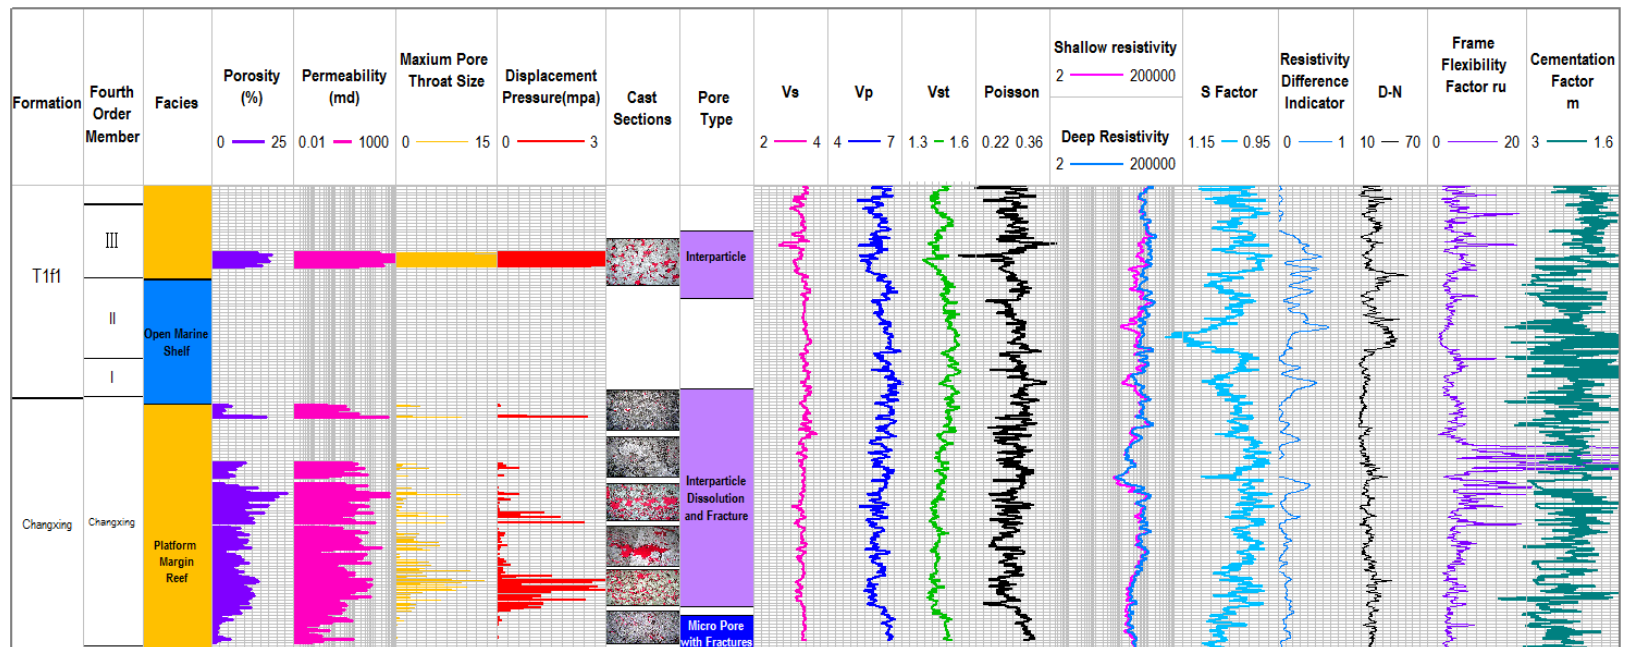 Formation
Fourth
Order
Member
Facies
Porosity
(%)
0 25
Permeability
(md)
0.01 1000
Maxium Pore
Throat Size
0 15
Displacement
Pressure(mpa)
0 3
Cast
Sections
Pore
Type
Vs
2 4
Vp
4 7
Vst
1.3 1.6
Poisson
0.22 0.36
Shallow resistivity
2 200000
Deep Resistivity
2 200000
S Factor
1.15 0.95
Resistivity
Difference
Indicator
0 1
D-N
10 70
Frame
Flexibility
Factor ru
0 20
Cementation
Factor
m
3 1.6
T1f1
III
II
I
Changxing
Changxing
Open Marine
Shelf
Platform
Margin
Reef
Interparticle
Interparticle
Dissolution
and Fracture
Micro Pore
with Fractures